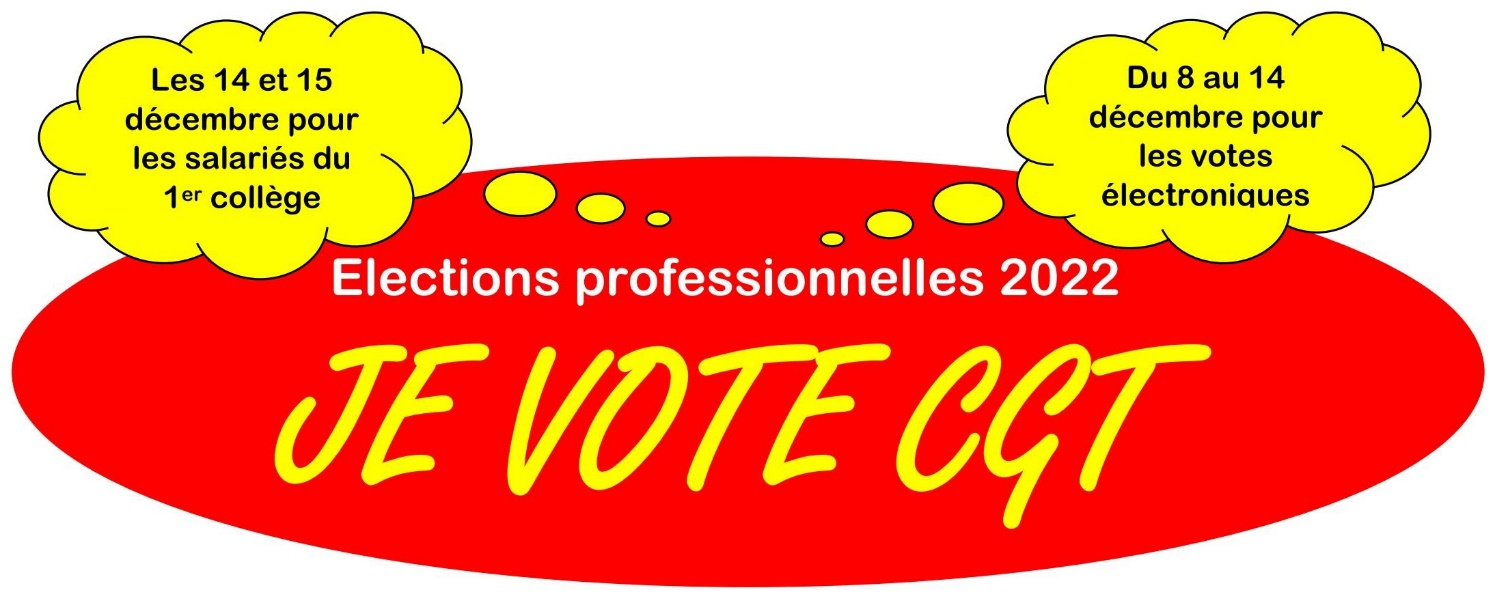 Les 14 et 15
décembre pour
les salariés du
1er collège
Du 8 au 14
décembre pour
les votes
électroniques
Elections professionnelles 2022
JE VOTE CGT